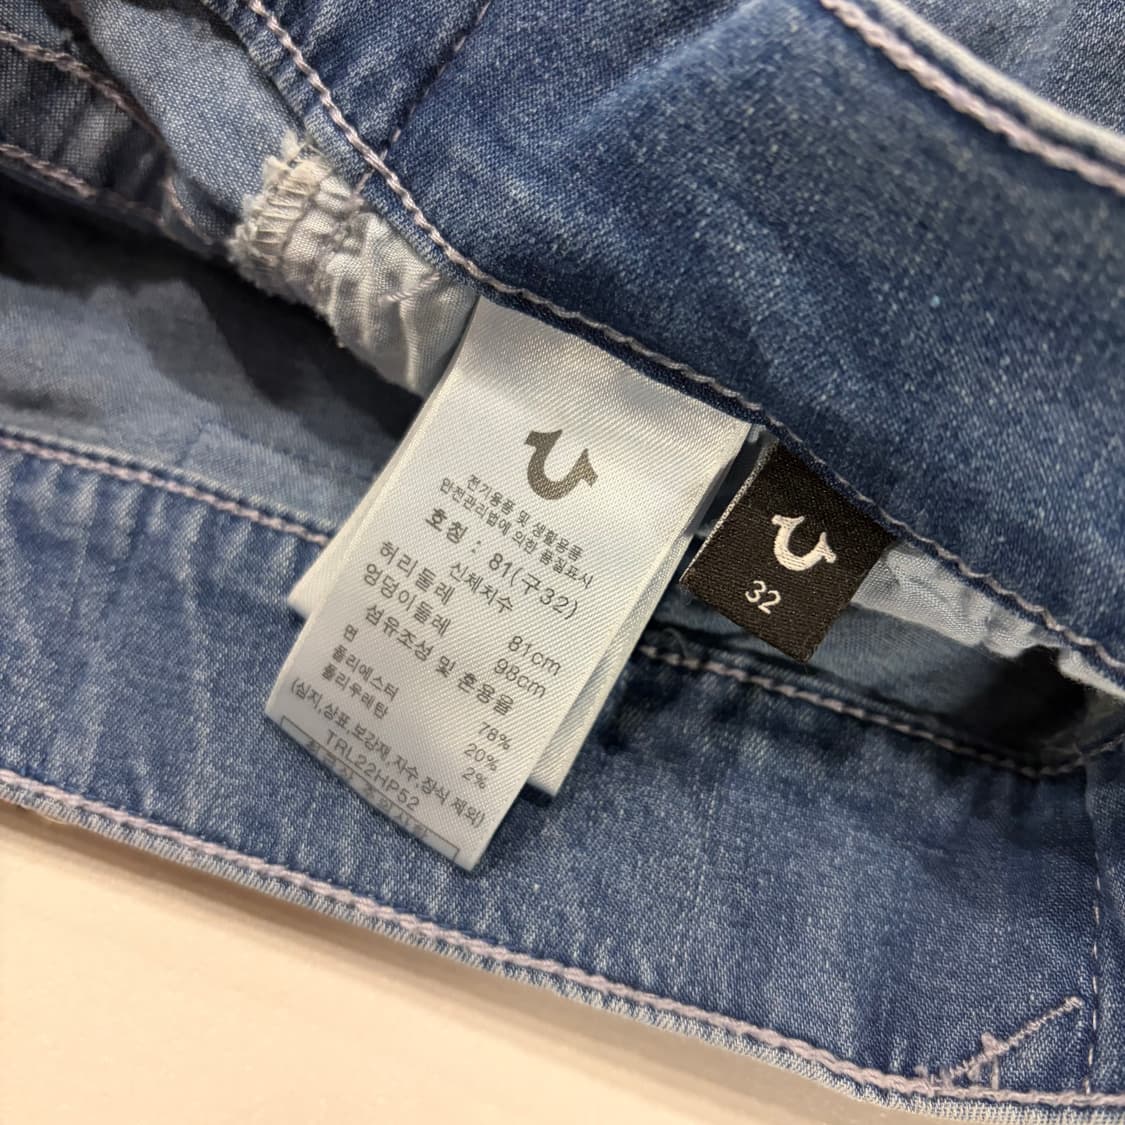 전기용품 및 생활용품
안전관리법에 의한 품질표시
호칭 : 81(구32)
신체치수
허리둘레 81cm
엉덩이둘레 98cm
섬유조성 및 혼용율
면 78%
폴리에스터 20%
폴리우레탄 2%
(심지,상표,보강재,자수,장식 제외)
TRL22HP52
32